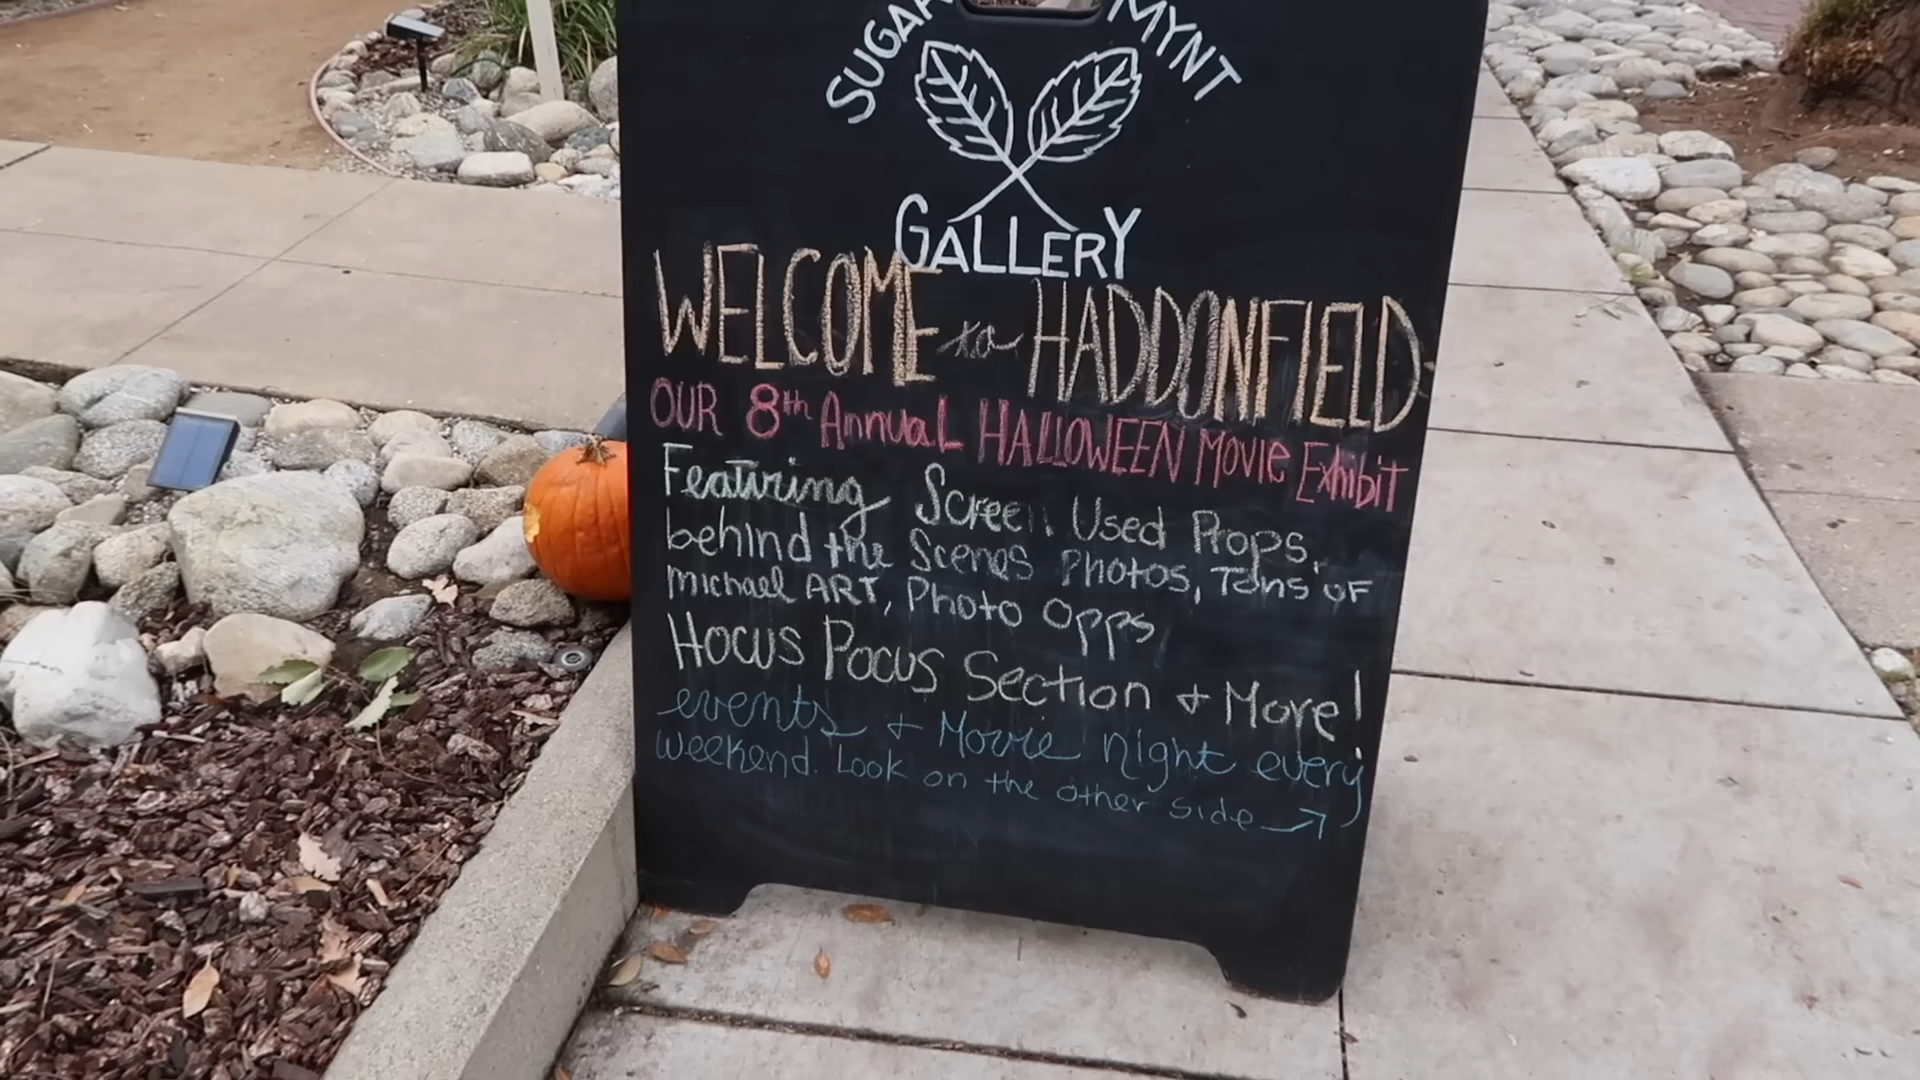 SUGAR MYNT
GALLERY
WELCOME to HADDONFIELD
OUR 8th Annual HALLOWEEN Movie Exhibit
Featuring Screen Used Props,
behind the Scenes Photos, Tons OF
Michael ART, Photo Opps
HOCUS POCUS Section + More!
events + Movie night every
weekend. Look on the other side →